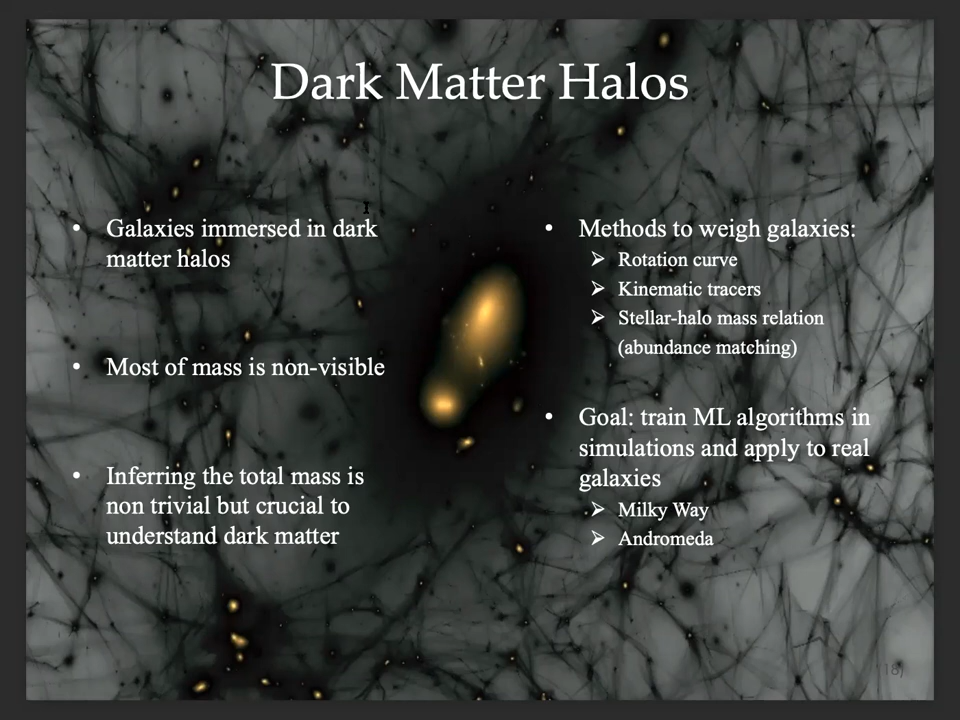 Dark Matter Halos
• Galaxies immersed in dark
matter halos
• Most of mass is non-visible
• Inferring the total mass is
non trivial but crucial to
understand dark matter
• Methods to weigh galaxies:
➢ Rotation curve
➢ Kinematic tracers
➢ Stellar-halo mass relation
(abundance matching)
• Goal: train ML algorithms in
simulations and apply to real
galaxies
➢ Milky Way
➢ Andromeda